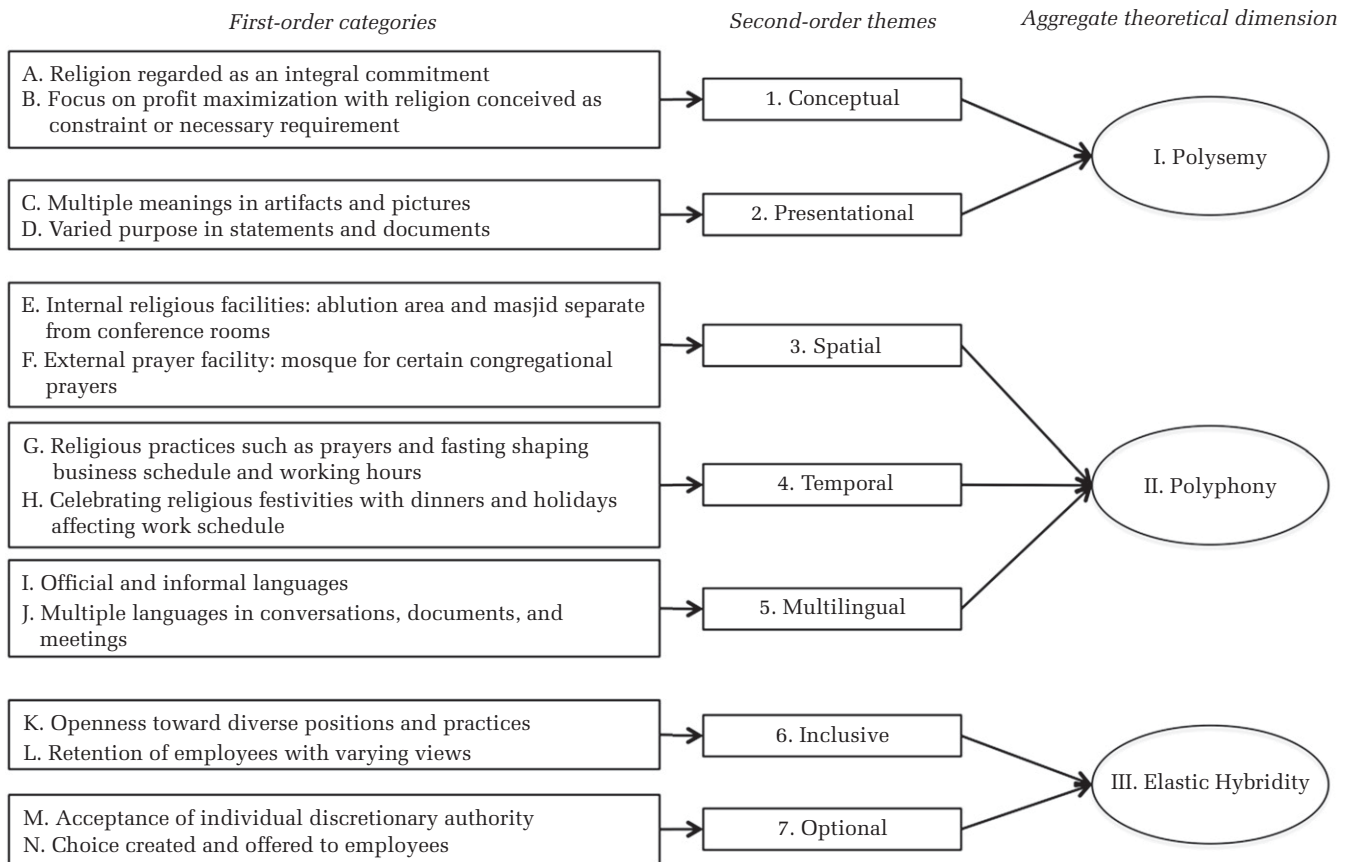 First-order categories
Second-order themes
Aggregate theoretical dimension
A. Religion regarded as an integral commitment
B. Focus on profit maximization with religion conceived as
constraint or necessary requirement
1. Conceptual
I. Polysemy
C. Multiple meanings in artifacts and pictures
D. Varied purpose in statements and documents
2. Presentational
E. Internal religious facilities: ablution area and masjid separate
from conference rooms
F. External prayer facility: mosque for certain congregational
prayers
3. Spatial
G. Religious practices such as prayers and fasting shaping
business schedule and working hours
H. Celebrating religious festivities with dinners and holidays
affecting work schedule
4. Temporal
II. Polyphony
I. Official and informal languages
J. Multiple languages in conversations, documents, and
meetings
5. Multilingual
K. Openness toward diverse positions and practices
L. Retention of employees with varying views
6. Inclusive
III. Elastic Hybridity
M. Acceptance of individual discretionary authority
N. Choice created and offered to employees
7. Optional